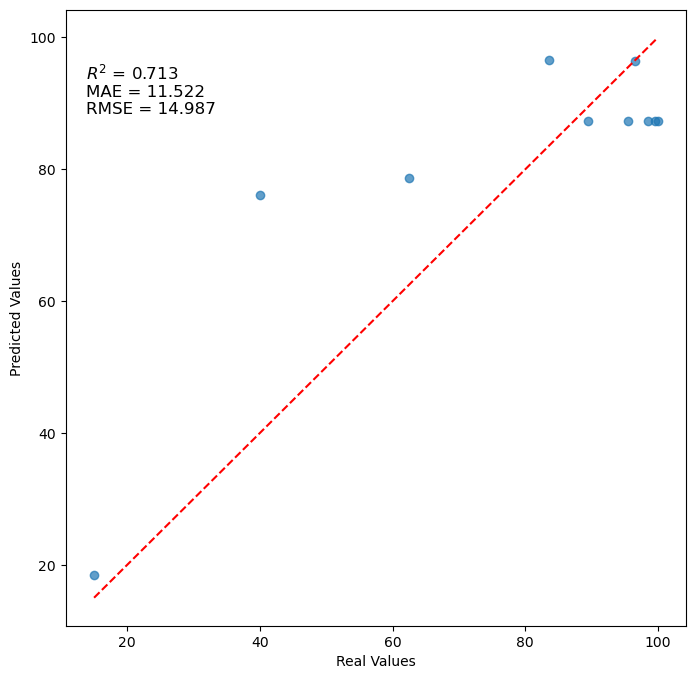 100
R² = 0.713
MAE = 11.522
RMSE = 14.987
80
Predicted Values
60
40
20
20 40 60 80 100
Real Values